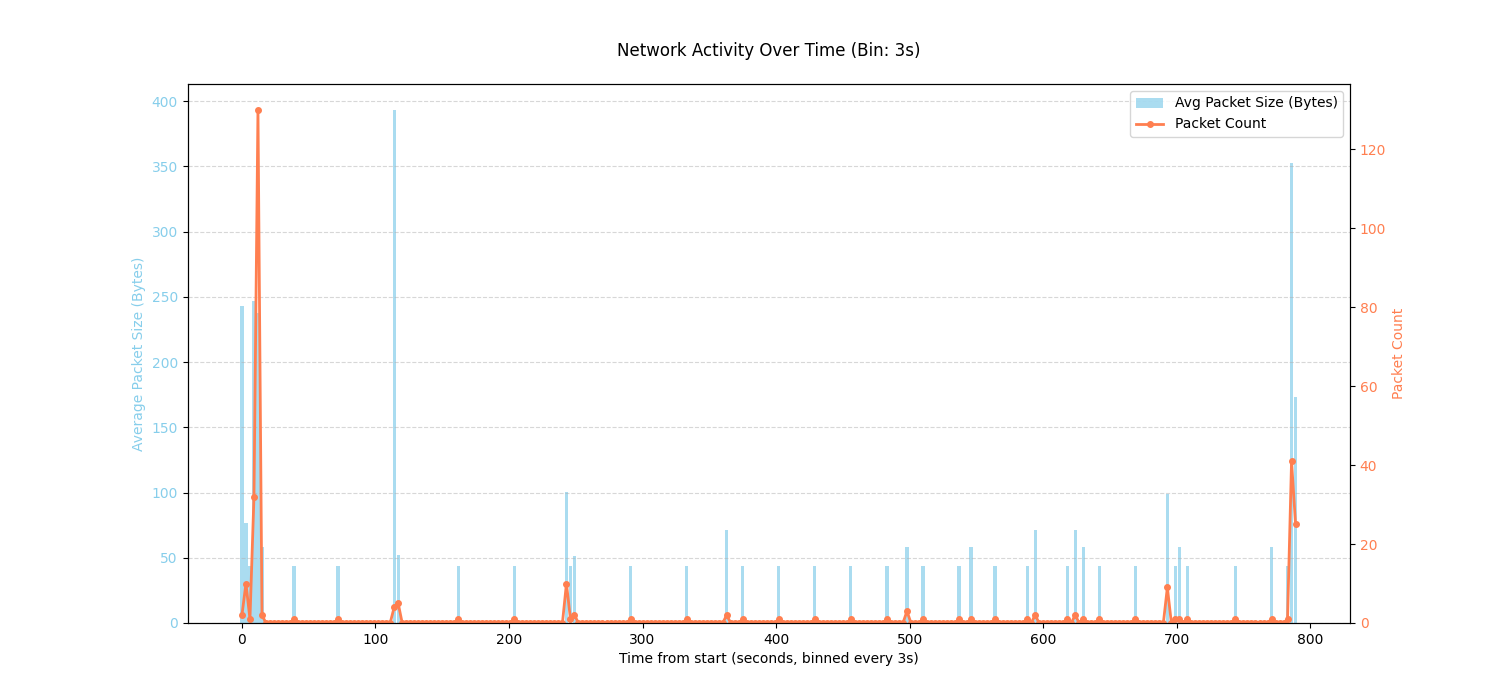 Network Activity Over Time (Bin: 3s)
Avg Packet Size (Bytes)
Packet Count
400
350
300
250
200
150
100
50
0
Average Packet Size (Bytes)
120
100
80
60
40
20
0
Packet Count
0 100 200 300 400 500 600 700 800
Time from start (seconds, binned every 3s)